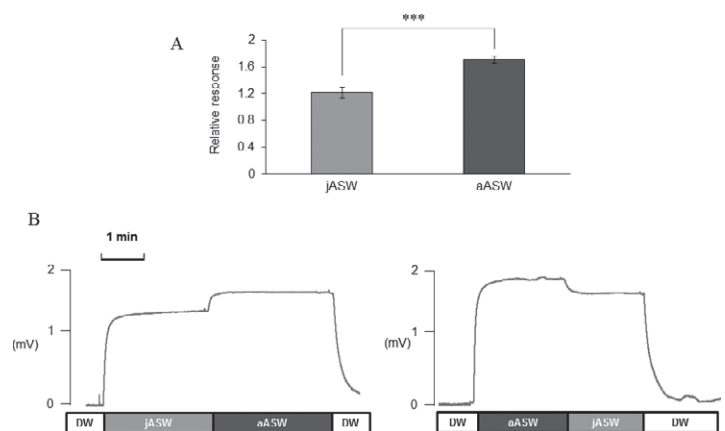 A
***
Relative response
2
1.6
1.2
0.8
0.4
0
jASW
aASW
B
1 min
2
1
0
(mV)
DW
jASW
aASW
DW
2
1
0
(mV)
DW
aASW
jASW
DW